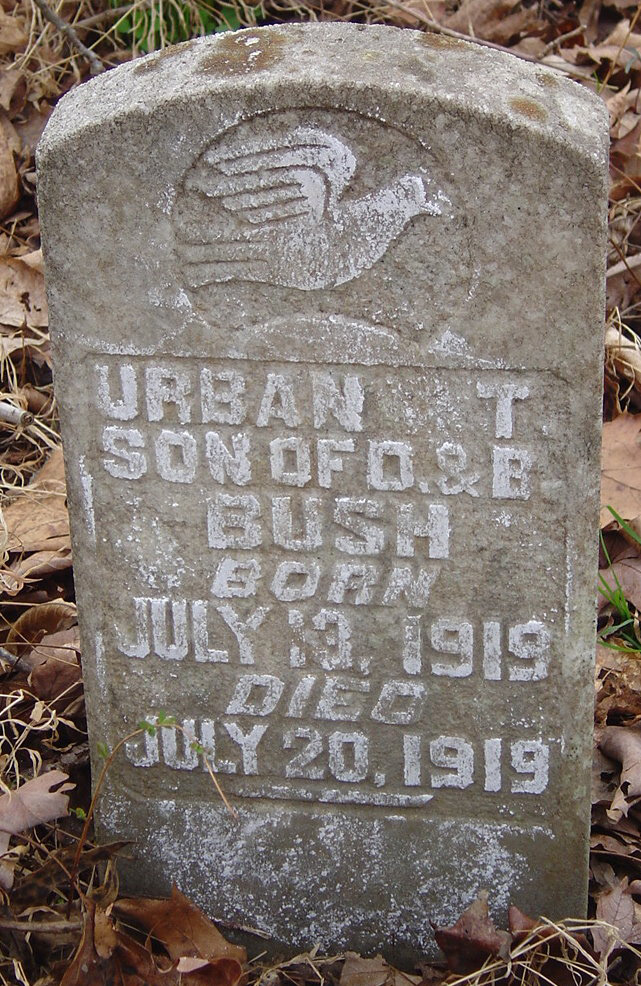 URBAN T
SON OF D. & B.
BUSH
BORN
JULY 13, 1919
DIED
JULY 20, 1919